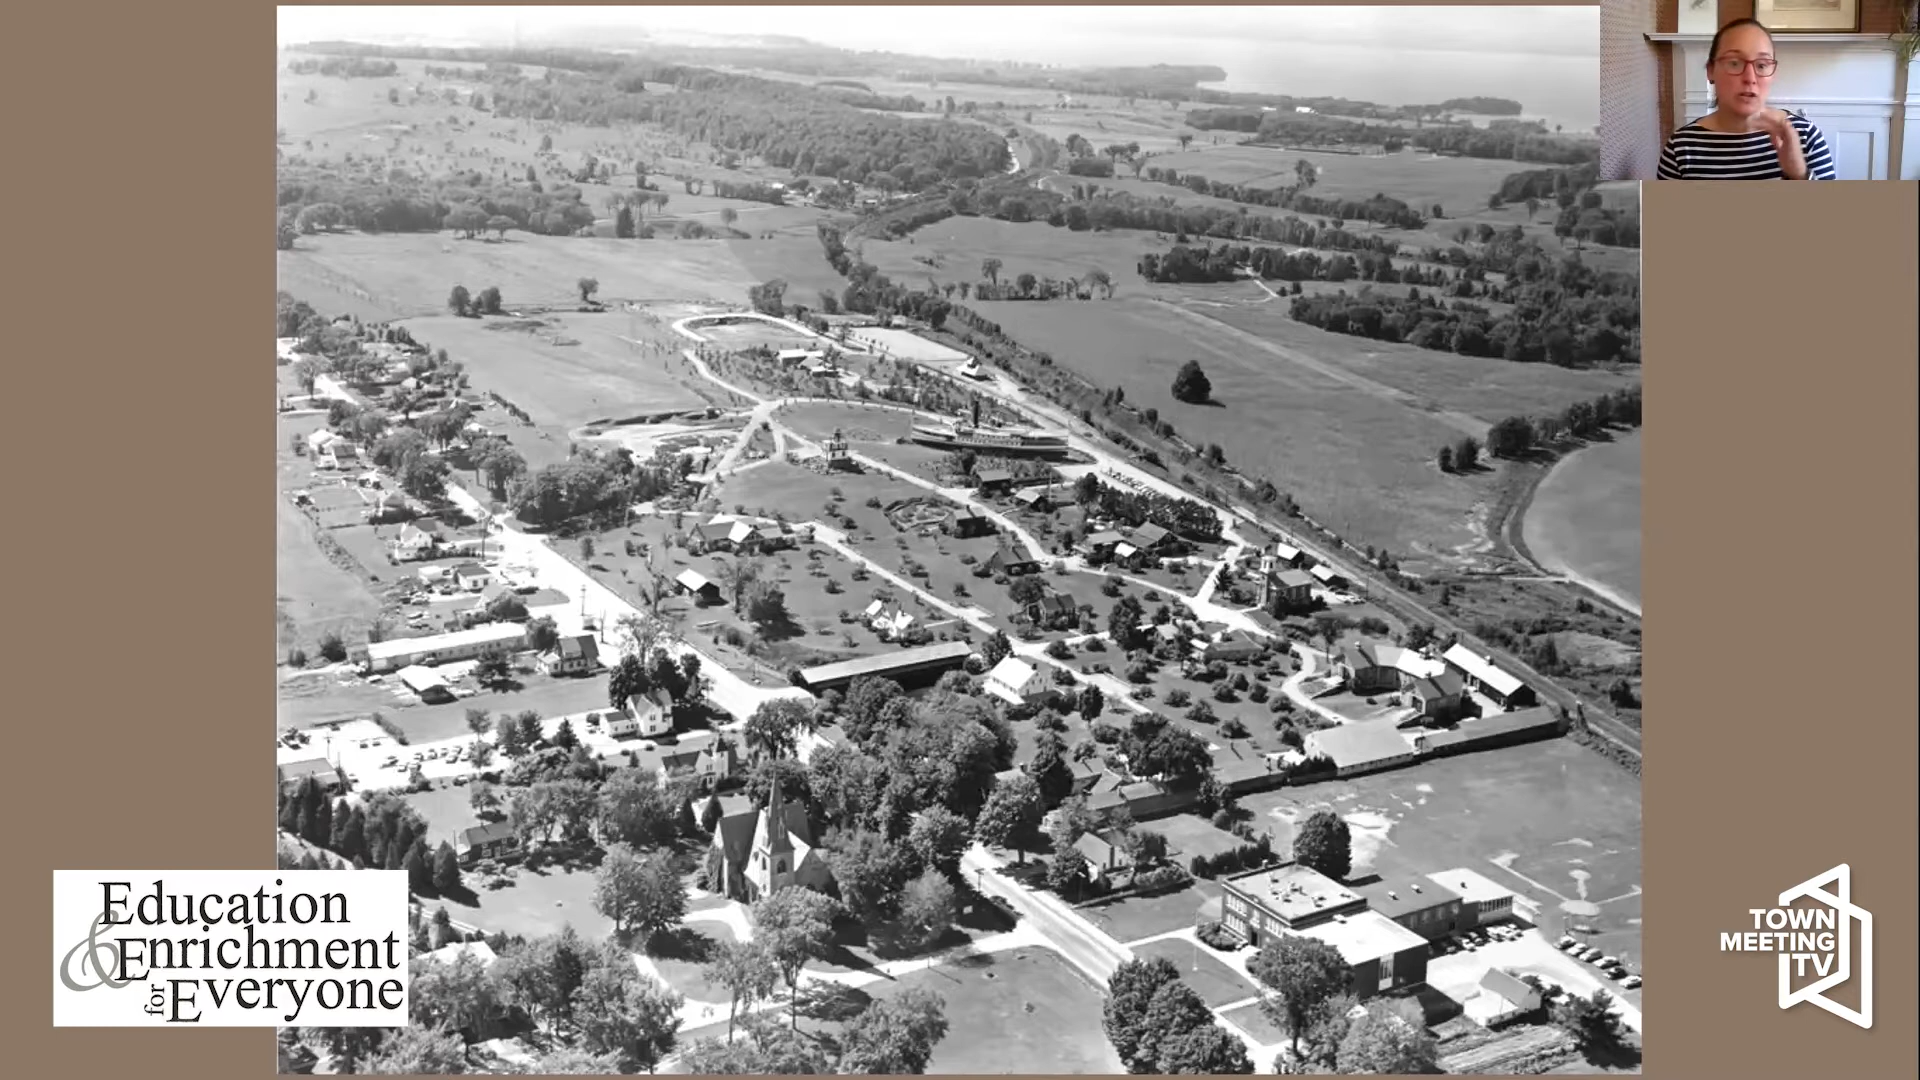 Education
& Enrichment
for Everyone
TOWN
MEETING
TV